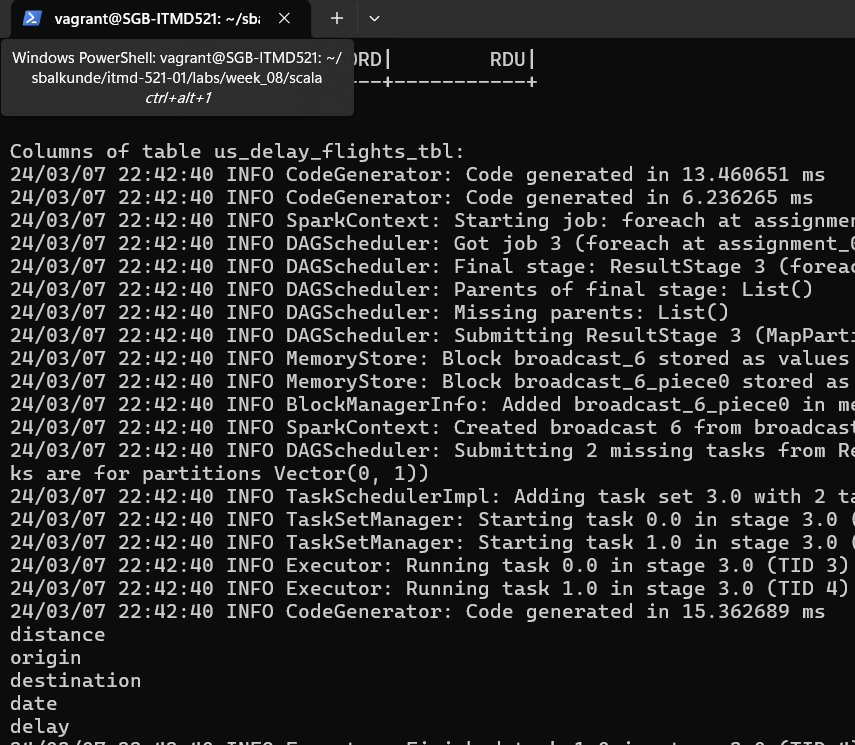 vagrant@SGB-ITMD521: ~/sba
Windows PowerShell: vagrant@SGB-ITMD521: ~/
sbalkunde/itmd-521-01/labs/week_08/scala
ctrl+alt+1
ORD|        RDU|
--+-----------+
Columns of table us_delay_flights_tbl:
24/03/07 22:42:40 INFO CodeGenerator: Code generated in 13.460651 ms
24/03/07 22:42:40 INFO CodeGenerator: Code generated in 6.236265 ms
24/03/07 22:42:40 INFO SparkContext: Starting job: foreach at assignmen
24/03/07 22:42:40 INFO DAGScheduler: Got job 3 (foreach at assignment_0
24/03/07 22:42:40 INFO DAGScheduler: Final stage: ResultStage 3 (foreac
24/03/07 22:42:40 INFO DAGScheduler: Parents of final stage: List()
24/03/07 22:42:40 INFO DAGScheduler: Missing parents: List()
24/03/07 22:42:40 INFO DAGScheduler: Submitting ResultStage 3 (MapParti
24/03/07 22:42:40 INFO MemoryStore: Block broadcast_6 stored as values
24/03/07 22:42:40 INFO MemoryStore: Block broadcast_6_piece0 stored as
24/03/07 22:42:40 INFO BlockManagerInfo: Added broadcast_6_piece0 in me
24/03/07 22:42:40 INFO SparkContext: Created broadcast 6 from broadcast
24/03/07 22:42:40 INFO DAGScheduler: Submitting 2 missing tasks from Re
ks are for partitions Vector(0, 1))
24/03/07 22:42:40 INFO TaskSchedulerImpl: Adding task set 3.0 with 2 ta
24/03/07 22:42:40 INFO TaskSetManager: Starting task 0.0 in stage 3.0 (
24/03/07 22:42:40 INFO TaskSetManager: Starting task 1.0 in stage 3.0 (
24/03/07 22:42:40 INFO Executor: Running task 0.0 in stage 3.0 (TID 3)
24/03/07 22:42:40 INFO Executor: Running task 1.0 in stage 3.0 (TID 4)
24/03/07 22:42:40 INFO CodeGenerator: Code generated in 15.362689 ms
distance
origin
destination
date
delay